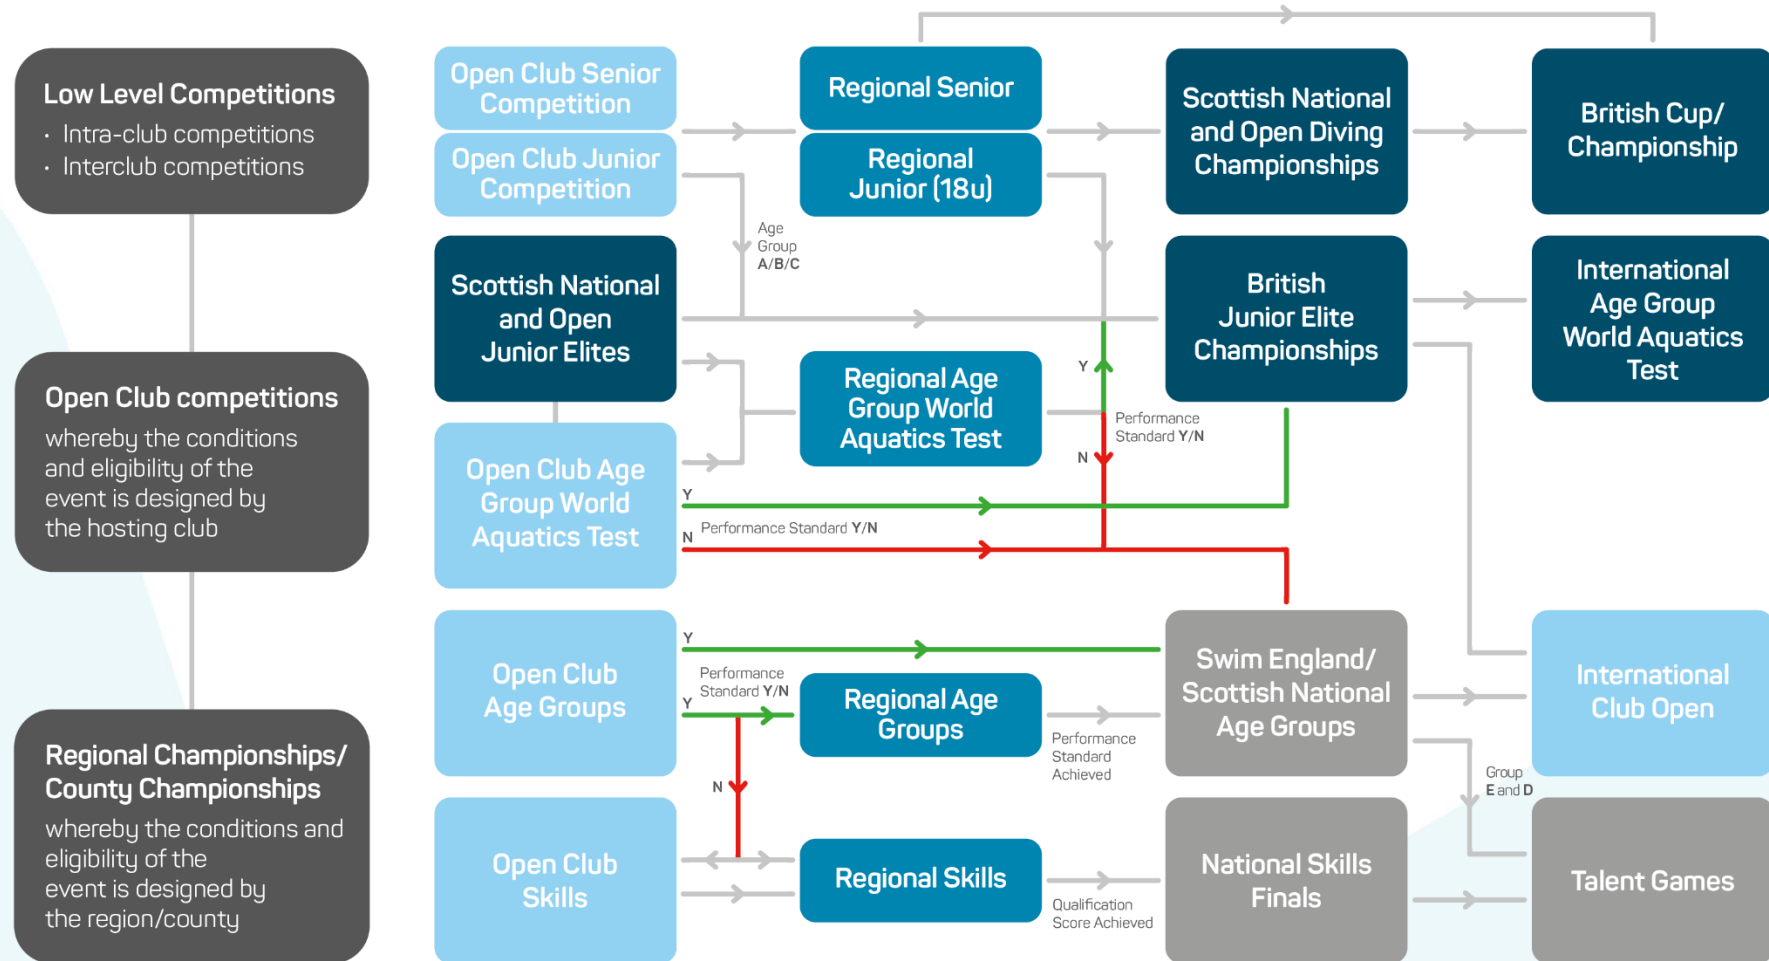 Low Level Competitions
· Intra-club competitions
· Interclub competitions
Open Club competitions
whereby the conditions
and eligibility of the
event is designed by
the hosting club
Regional Championships/
County Championships
whereby the conditions and
eligibility of the
event is designed by
the region/county
Open Club Senior
Competition
Open Club Junior
Competition
Regional Senior
Regional
Junior (18u)
Scottish National
and Open Diving
Championships
British Cup/
Championship
Age
Group
A/B/C
Scottish National
and Open
Junior Elites
British
Junior Elite
Championships
International
Age Group
World Aquatics
Test
Regional Age
Group World
Aquatics Test
Y
Performance
Standard Y/N
N
Open Club Age
Group World
Aquatics Test
Y
N
Performance Standard Y/N
Open Club
Age Groups
Y
Performance
Standard Y/N
Y
N
Regional Age
Groups
Performance
Standard
Achieved
Swim England/
Scottish National
Age Groups
International
Club Open
Group
E and D
Open Club
Skills
Regional Skills
Qualification
Score Achieved
National Skills
Finals
Talent Games